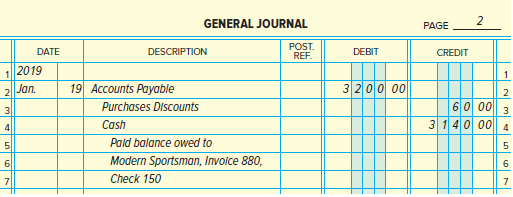 GENERAL JOURNAL PAGE 2
DATE DESCRIPTION POST. REF. DEBIT CREDIT
1 2019 1
2 Jan. 19 Accounts Payable 3 2 0 0 00 2
3 Purchases Discounts 6 0 00 3
4 Cash 3 1 4 0 00 4
5 Paid balance owed to 5
6 Modern Sportsman, Invoice 880, 6
7 Check 150 7